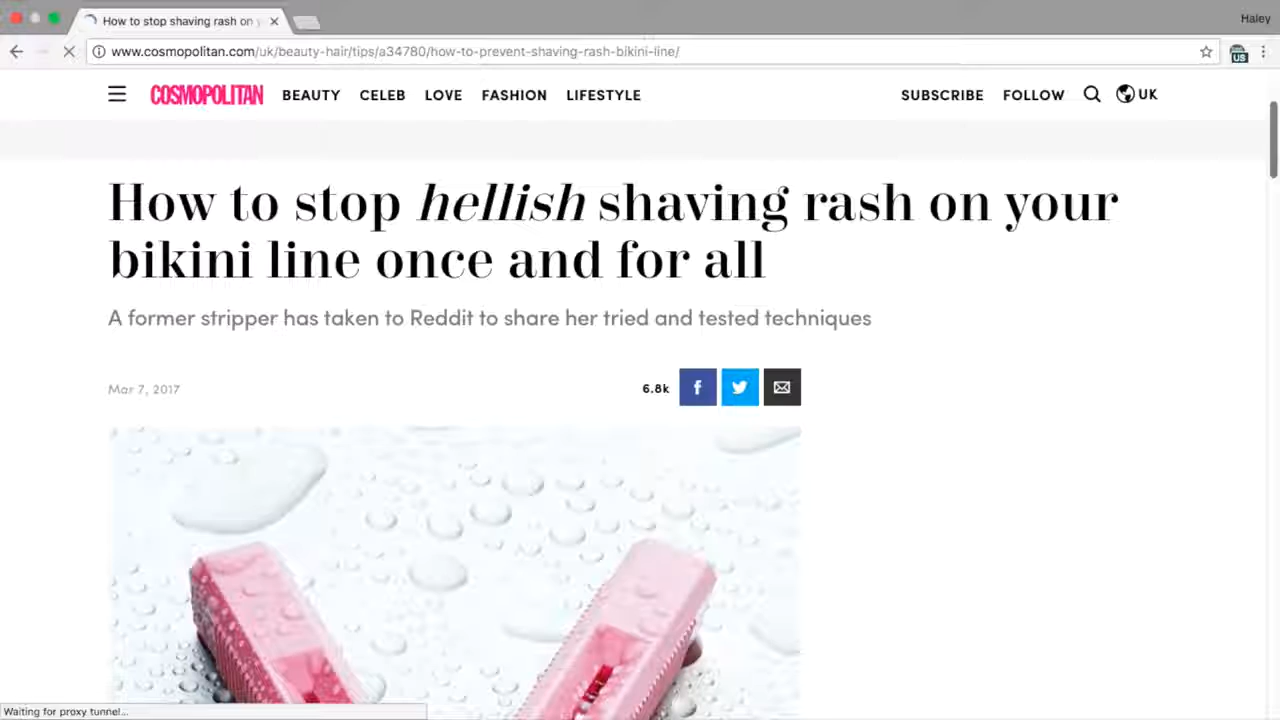 How to stop shaving rash on y
Haley
www.cosmopolitan.com/uk/beauty-hair/tips/a34780/how-to-prevent-shaving-rash-bikini-line/
US
COSMOPOLITAN BEAUTY CELEB LOVE FASHION LIFESTYLE SUBSCRIBE FOLLOW UK
How to stop hellish shaving rash on your
bikini line once and for all
A former stripper has taken to Reddit to share her tried and tested techniques
Mar 7, 2017
6.8k
Waiting for proxy tunnel...